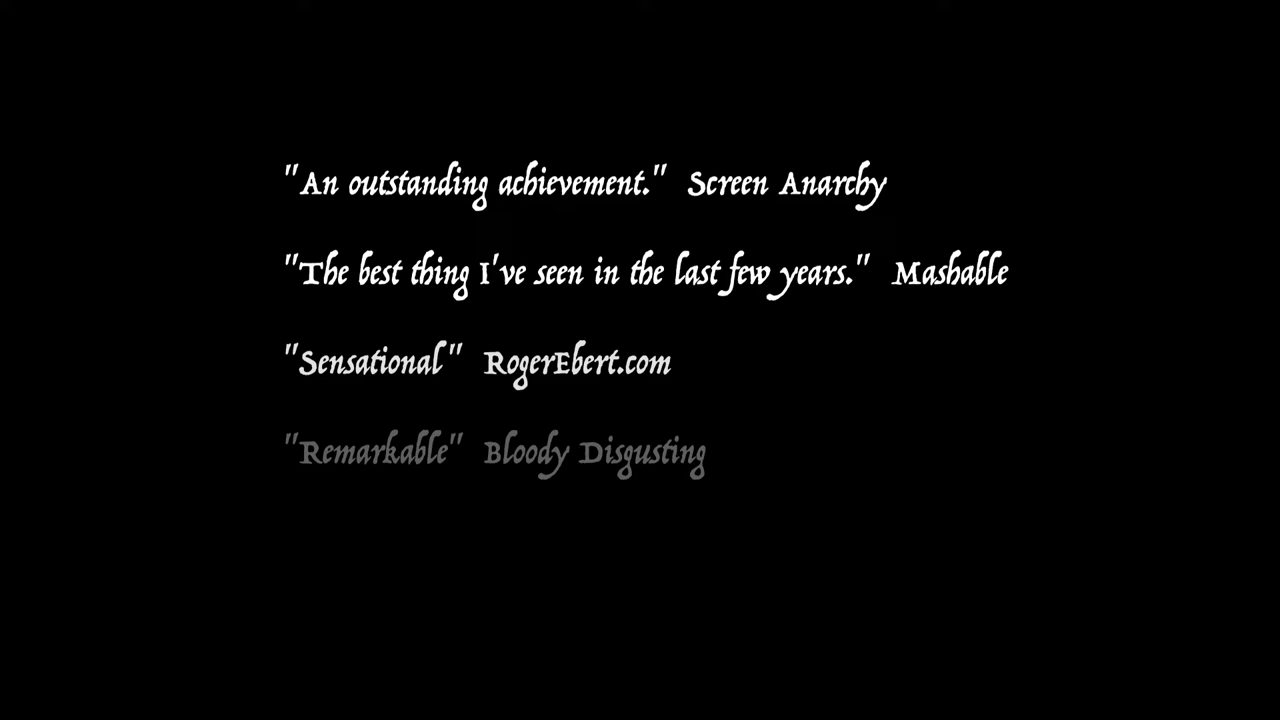 "An outstanding achievement." Screen Anarchy
"The best thing I've seen in the last few years." Mashable
"Sensational" RogerEbert.com
"Remarkable" Bloody Disgusting